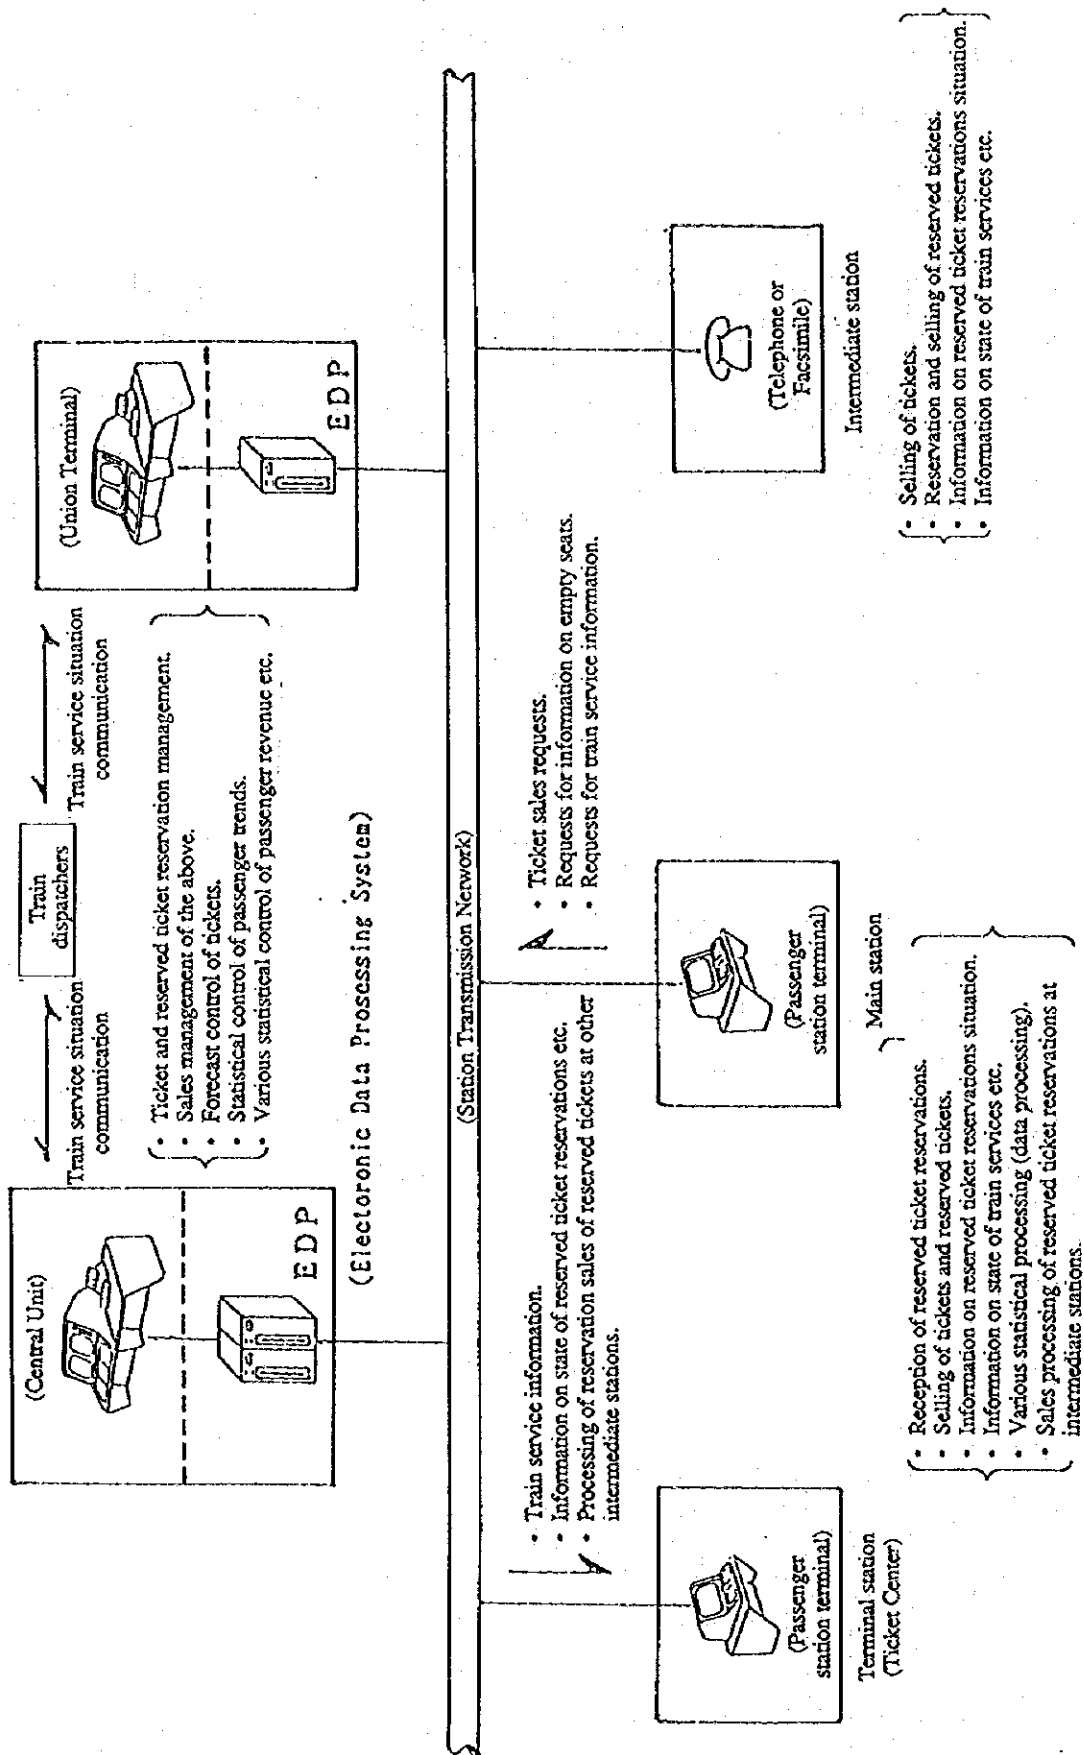 Train
dispatchers
Train service situation
communication
Train service situation
communication
(Central Unit)
EDP
(Union Terminal)
EDP
• Ticket and reserved ticket reservation management.
• Sales management of the above.
• Forecast control of tickets.
• Statistical control of passenger trends.
• Various statistical control of passenger revenue etc.
(Electoronic Data Prosessing System)
(Station Transmission Network)
• Train service information.
• Information on state of reserved ticket reservations etc.
• Processing of reservation sales of reserved tickets at other
intermediate stations.
• Ticket sales requests.
• Requests for information on empty seats.
• Requests for train service information.
(Passenger
station terminal)
Terminal station
(Ticket Center)
(Passenger
station terminal)
Main station
(Telephone or
Facsimile)
Intermediate station
• Reception of reserved ticket reservations.
• Selling of tickets and reserved tickets.
• Information on reserved ticket reservations situation.
• Information on state of train services etc.
• Various statistical processing (data processing).
• Sales processing of reserved ticket reservations at
intermediate stations.
• Selling of tickets.
• Reservation and selling of reserved tickets.
• Information on reserved ticket reservations situation.
• Information on state of train services etc.